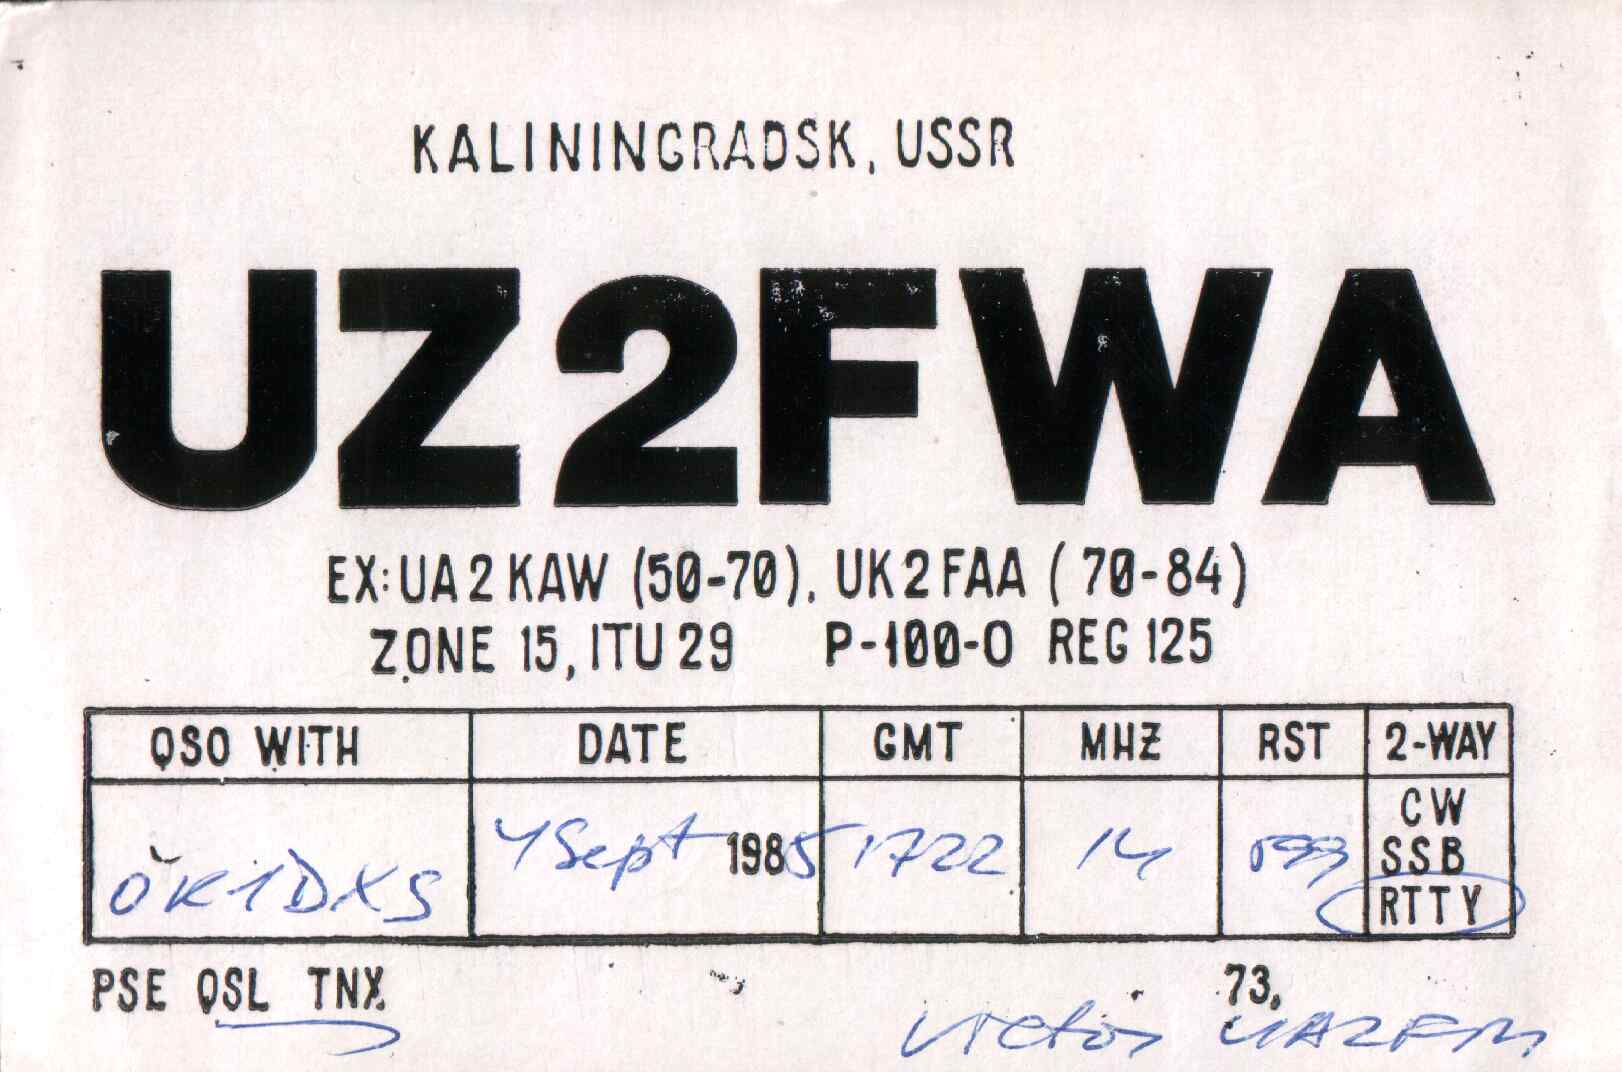 KALININGRADSK, USSR
UZ2FWA
EX: UA2KAW (50-70), UK2FAA (70-84)
ZONE 15, ITU 29 P-100-O REG 125
QSO WITH DATE GMT MHZ RST 2-WAY
OK1DXS Sept 1985 1722 14 599 CW
SSB
RTTY
PSE QSL TNX 73,
Victor